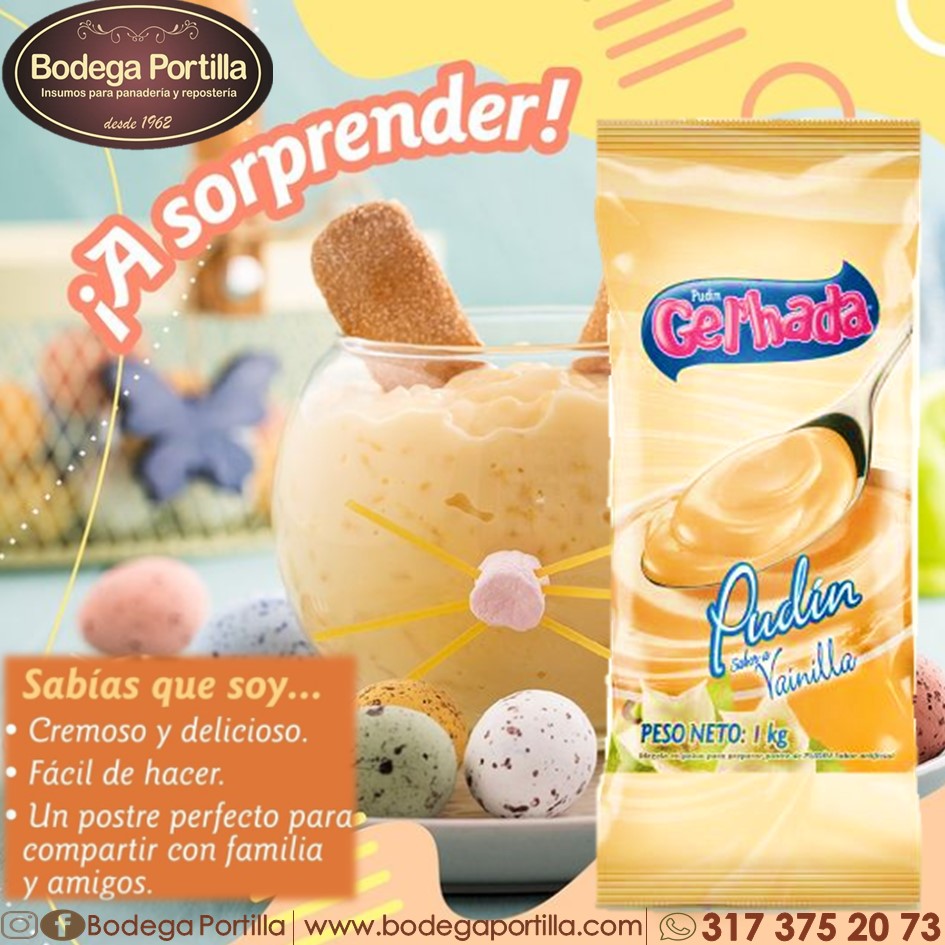 Bodega Portilla
Insumos para panadería y repostería
desde 1962
¡A sorprender!
Pudín
Gelhada
Pudín
Sabor a
Vainilla
PESO NETO: 1 kg
Sabías que soy...
• Cremoso y delicioso.
• Fácil de hacer.
• Un postre perfecto para
compartir con familia
y amigos.
Bodega Portilla | www.bodegaportilla.com | 317 375 20 73